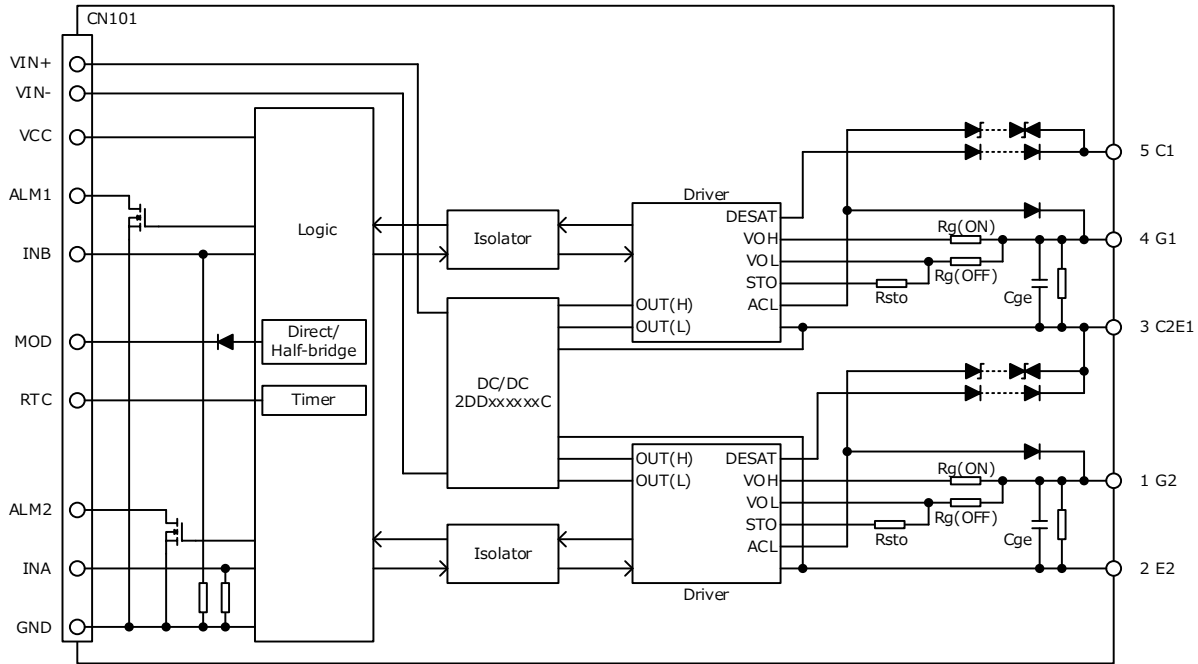 CN101
VIN+
VIN-
VCC
ALM1
INB
MOD
RTC
ALM2
INA
GND
Logic
Direct/
Half-bridge
Timer
Isolator
DC/DC
2DDxxxxxxC
Isolator
Driver
DESAT
VOH
VOL
STO
ACL
OUT(H)
OUT(L)
Rg(ON)
Rg(OFF)
Rsto
Cge
OUT(H)
OUT(L)
DESAT
VOH
VOL
STO
ACL
Driver
Rg(ON)
Rg(OFF)
Rsto
Cge
5 C1
4 G1
3 C2E1
1 G2
2 E2